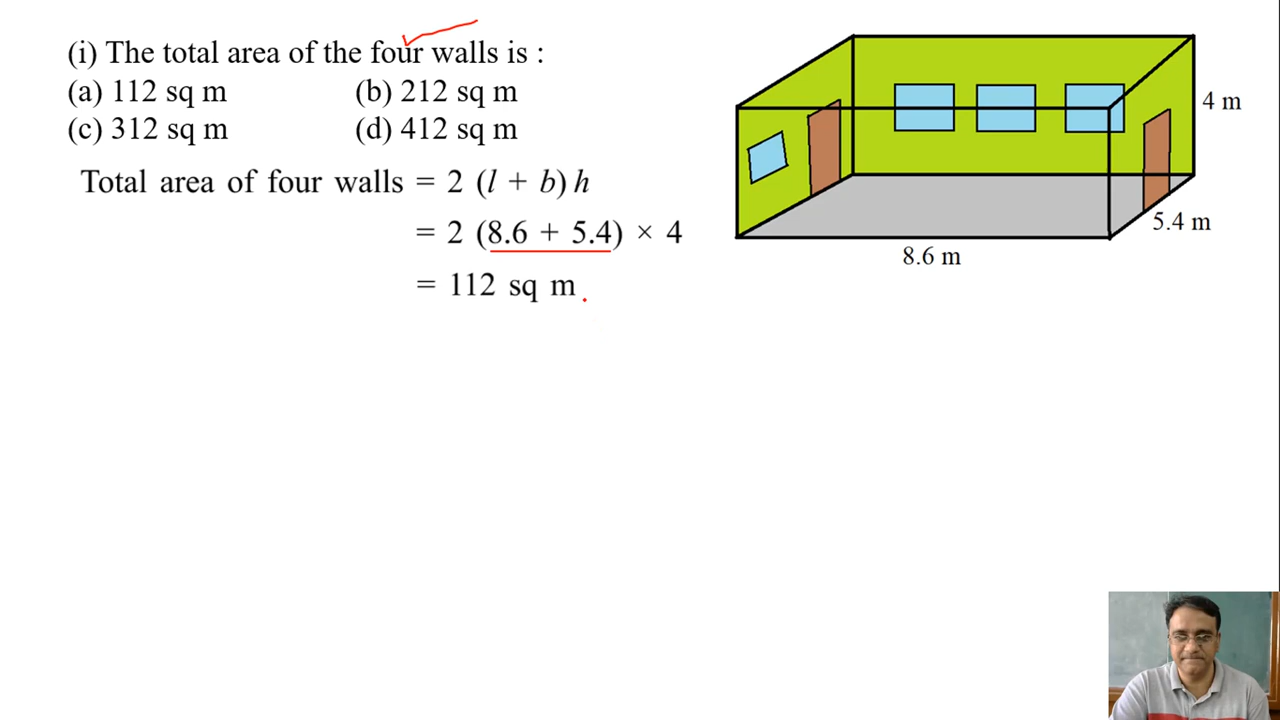 (i) The total area of the four walls is :
(a) 112 sq m (b) 212 sq m
(c) 312 sq m (d) 412 sq m
Total area of four walls = 2 (l + b) h
= 2 (8.6 + 5.4) × 4
= 112 sq m
4 m
5.4 m
8.6 m